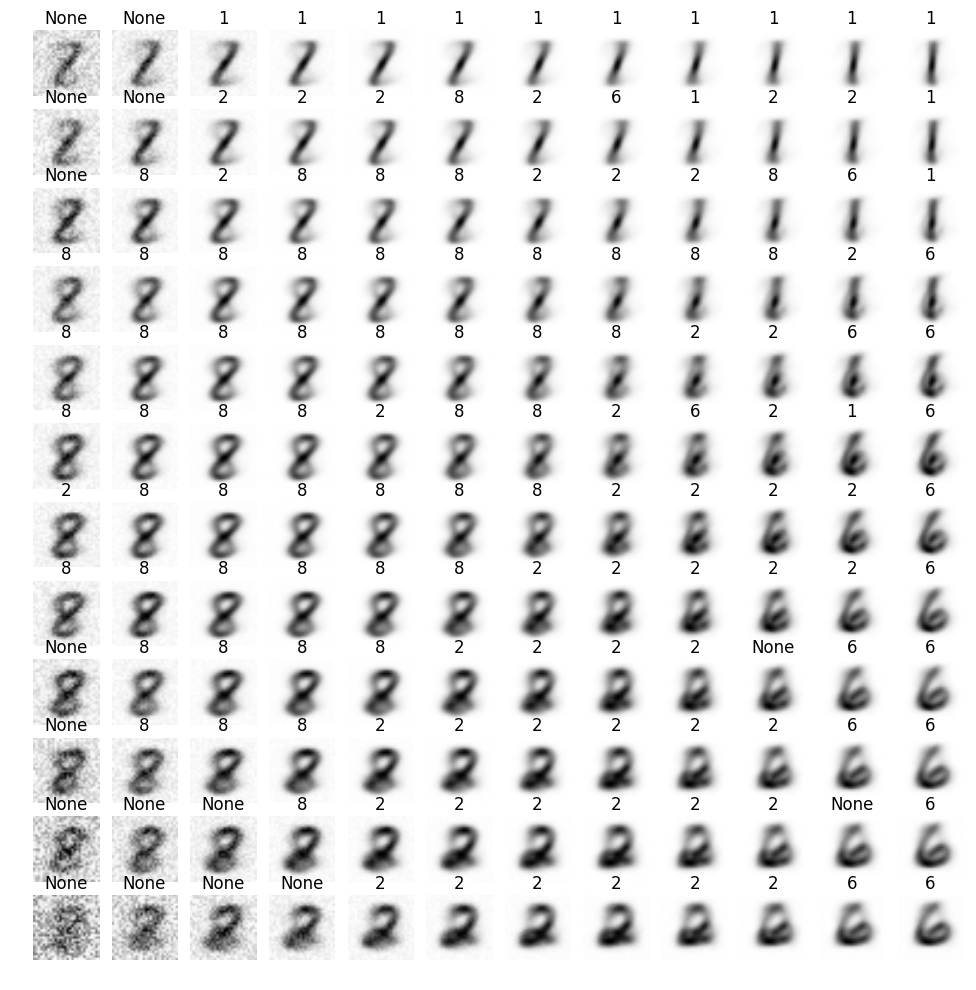 None None 1 1 1 1 1 1 1 1 1 1
None None 2 2 2 8 2 6 1 2 2 1
None 8 2 8 8 8 2 2 2 8 6 1
8 8 8 8 8 8 8 8 8 8 2 6
8 8 8 8 8 8 8 8 2 2 6 6
8 8 8 8 2 8 8 2 6 2 1 6
2 8 8 8 8 8 8 2 2 2 2 6
8 8 8 8 8 8 2 2 2 2 2 6
None 8 8 8 8 2 2 2 2 None 6 6
None 8 8 8 2 2 2 2 2 2 6 6
None None None 8 2 2 2 2 2 2 None 6
None None None None 2 2 2 2 2 2 6 6